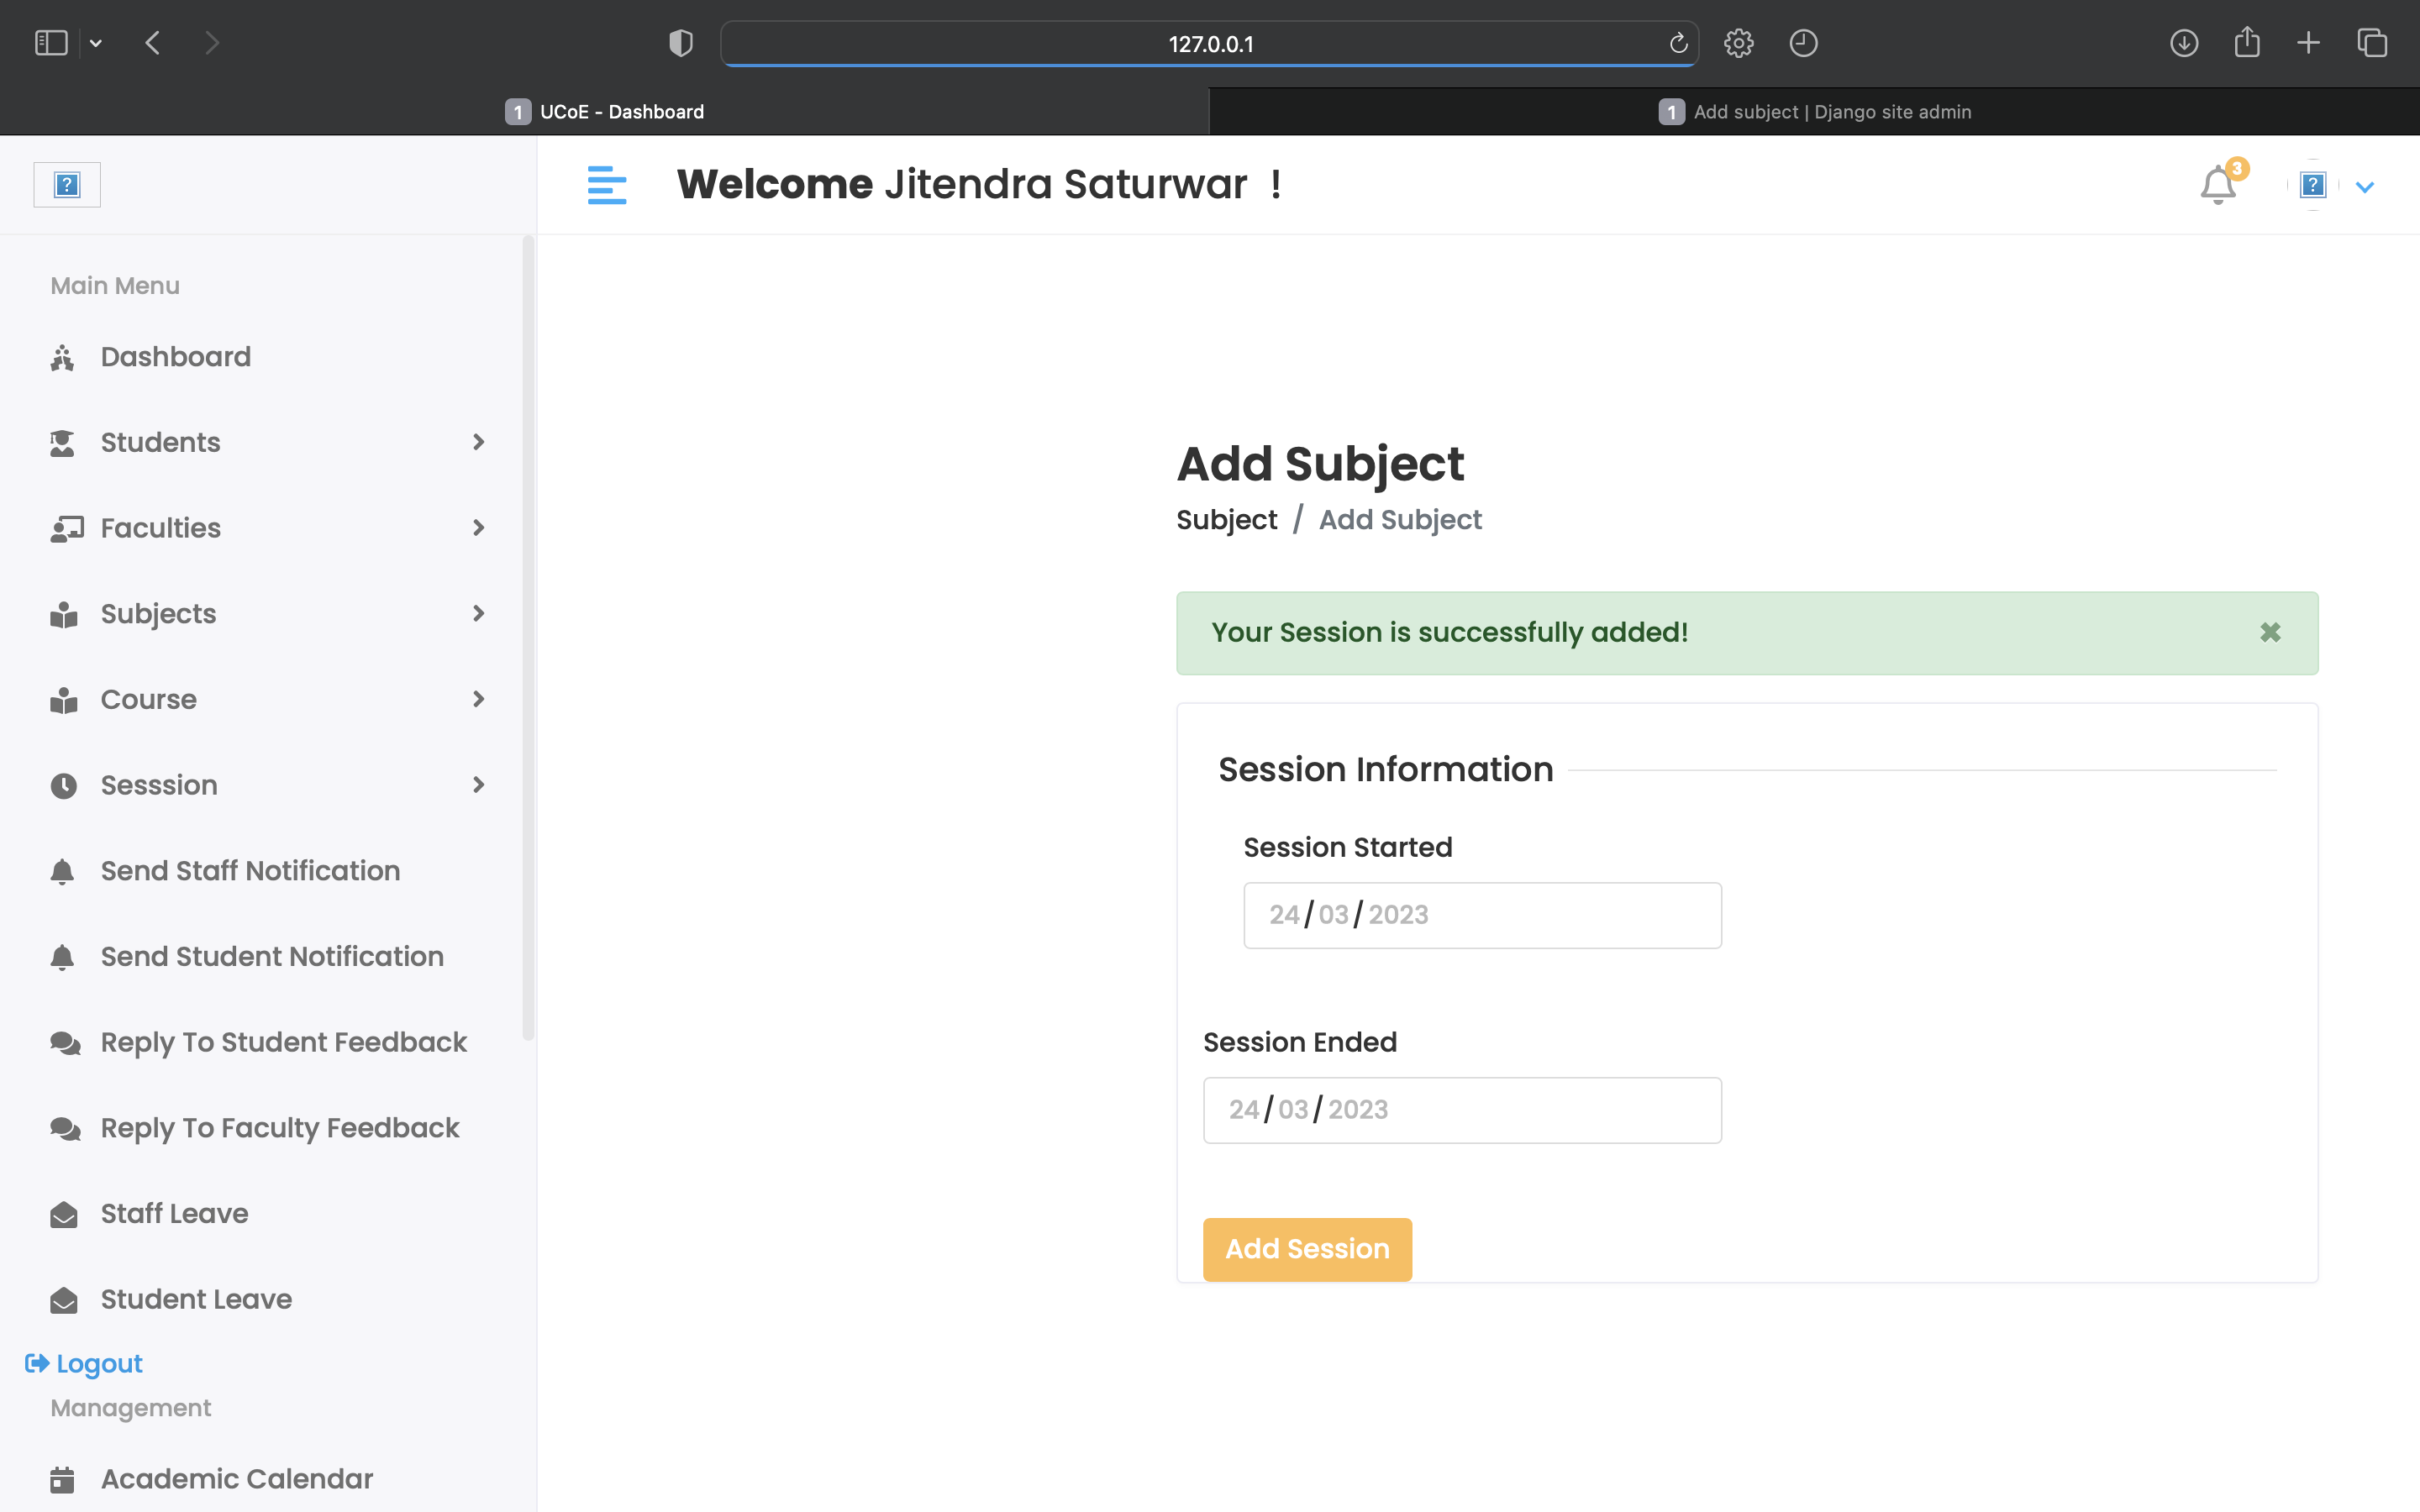 127.0.0.1
1 UCoE - Dashboard
1 Add subject | Django site admin
Welcome Jitendra Saturwar !
3
Main Menu
Dashboard
Students
Faculties
Subjects
Course
Sesssion
Send Staff Notification
Send Student Notification
Reply To Student Feedback
Reply To Faculty Feedback
Staff Leave
Student Leave
Logout
Management
Academic Calendar
Add Subject
Subject / Add Subject
Your Session is successfully added!
Session Information
Session Started
24/03/2023
Session Ended
24/03/2023
Add Session